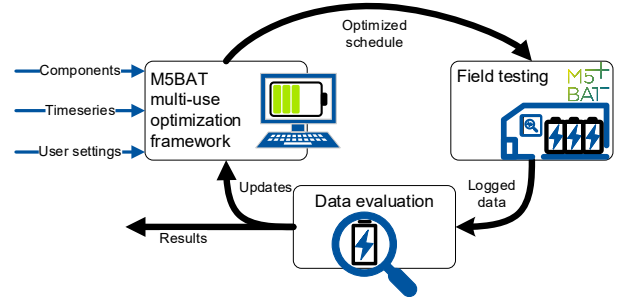 Optimized
schedule
Components
Timeseries
User settings
M5BAT
multi-use
optimization
framework
Field testing
M5
BAT
Updates
Logged
data
Data evaluation
Results